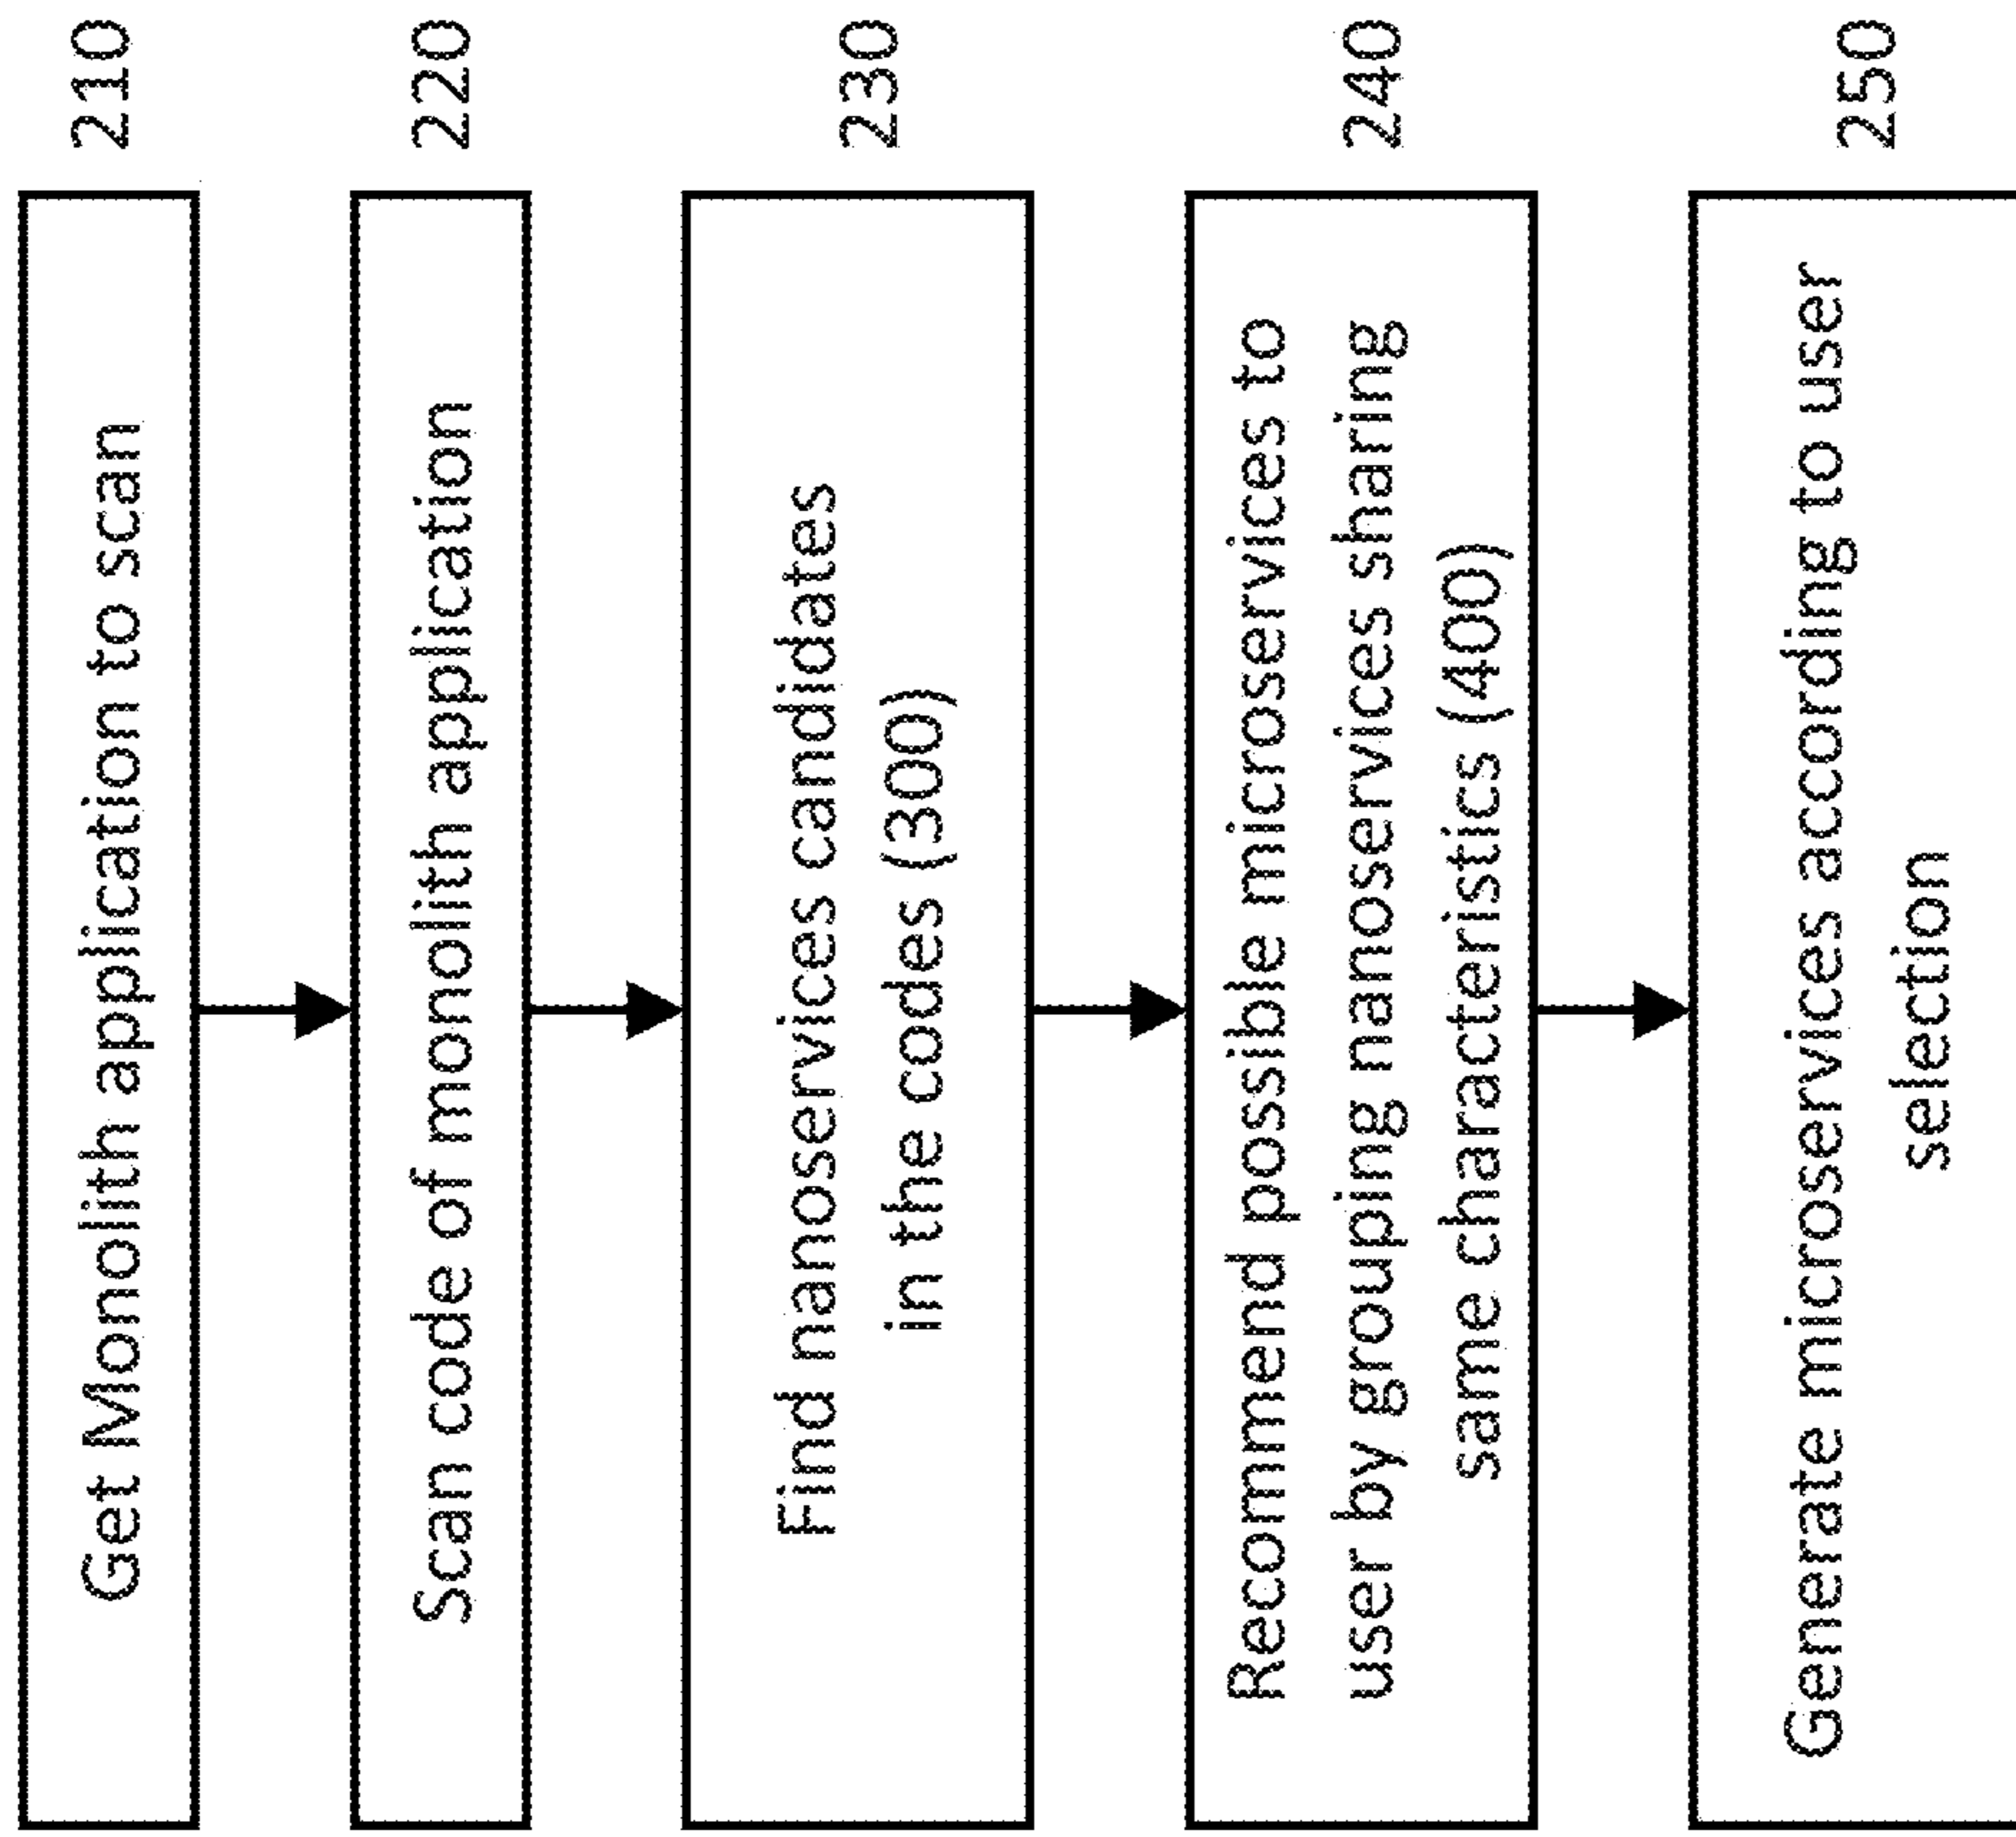 Get Monolith application to scan
210
Scan code of monolith application
220
Find nanoservices candidates
in the codes (300)
230
Recommend possible microservices to
user by grouping nanoservices sharing
same characteristics (400)
240
Generate microservices according to user
selection
250